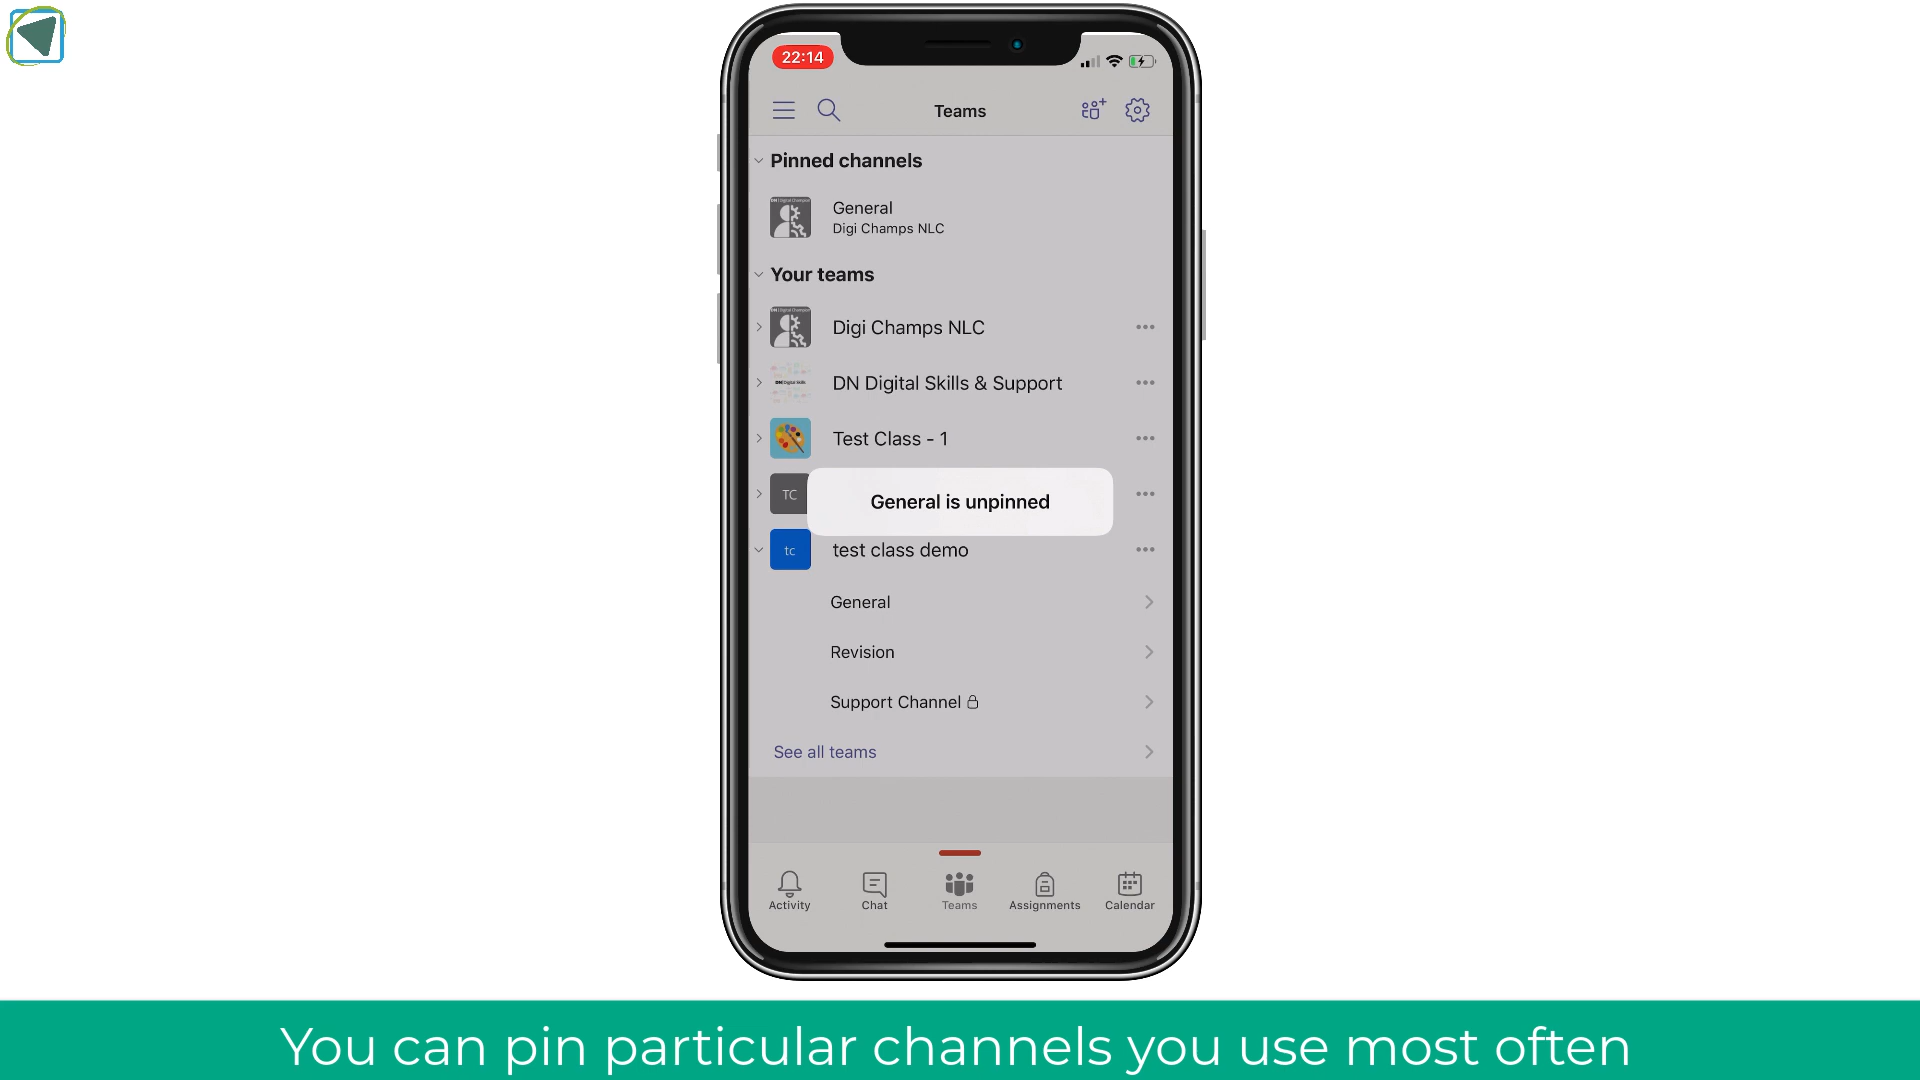 22:14
Teams
Pinned channels
General
Digi Champs NLC
Your teams
Digi Champs NLC
DN Digital Skills & Support
Test Class - 1
TC
General is unpinned
tc
test class demo
General
Revision
Support Channel
See all teams
Activity
Chat
Teams
Assignments
Calendar
You can pin particular channels you use most often